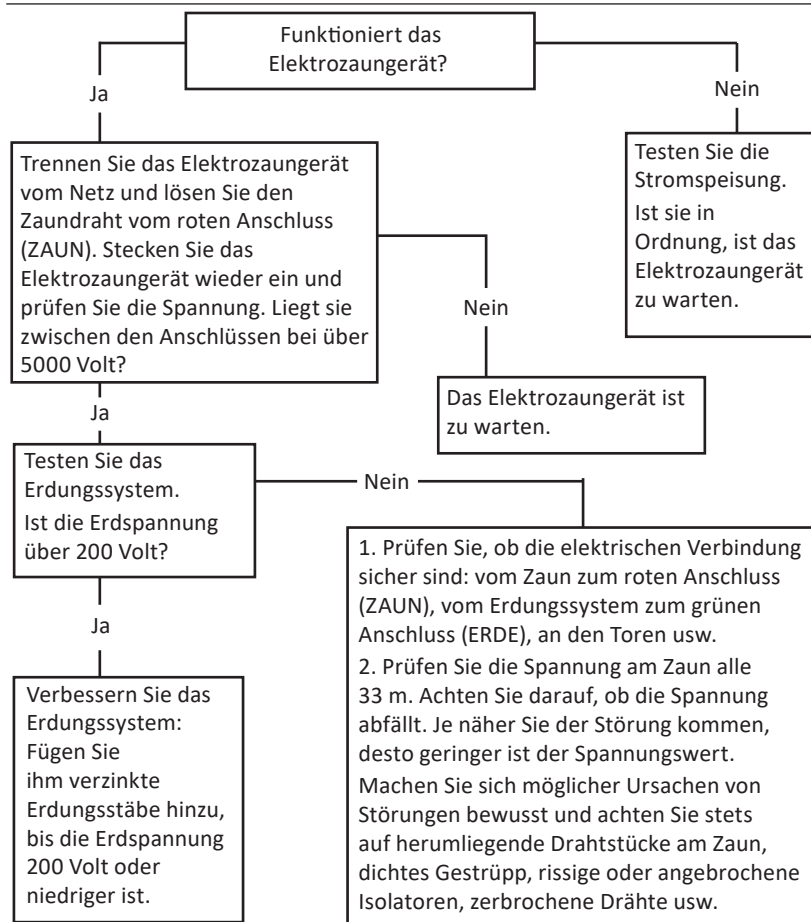 Funktioniert das
Elektrozaungerät?
Ja
Nein
Trennen Sie das Elektrozaungerät
vom Netz und lösen Sie den
Zaundraht vom roten Anschluss
(ZAUN). Stecken Sie das
Elektrozaungerät wieder ein und
prüfen Sie die Spannung. Liegt sie
zwischen den Anschlüssen bei über
5000 Volt?
Testen Sie die
Stromspeisung.
Ist sie in
Ordnung, ist das
Elektrozaungerät
zu warten.
Nein
Das Elektrozaungerät ist
zu warten.
Ja
Testen Sie das
Erdungssystem.
Ist die Erdspannung
über 200 Volt?
Nein
1. Prüfen Sie, ob die elektrischen Verbindung
sicher sind: vom Zaun zum roten Anschluss
(ZAUN), vom Erdungssystem zum grünen
Anschluss (ERDE), an den Toren usw.
2. Prüfen Sie die Spannung am Zaun alle
33 m. Achten Sie darauf, ob die Spannung
abfällt. Je näher Sie der Störung kommen,
desto geringer ist der Spannungswert.
Machen Sie sich möglicher Ursachen von
Störungen bewusst und achten Sie stets
auf herumliegende Drahtstücke am Zaun,
dichtes Gestrüpp, rissige oder angebrochene
Isolatoren, zerbrochene Drähte usw.
Ja
Verbessern Sie das
Erdungssystem:
Fügen Sie
ihm verzinkte
Erdungsstäbe hinzu,
bis die Erdspannung
200 Volt oder
niedriger ist.